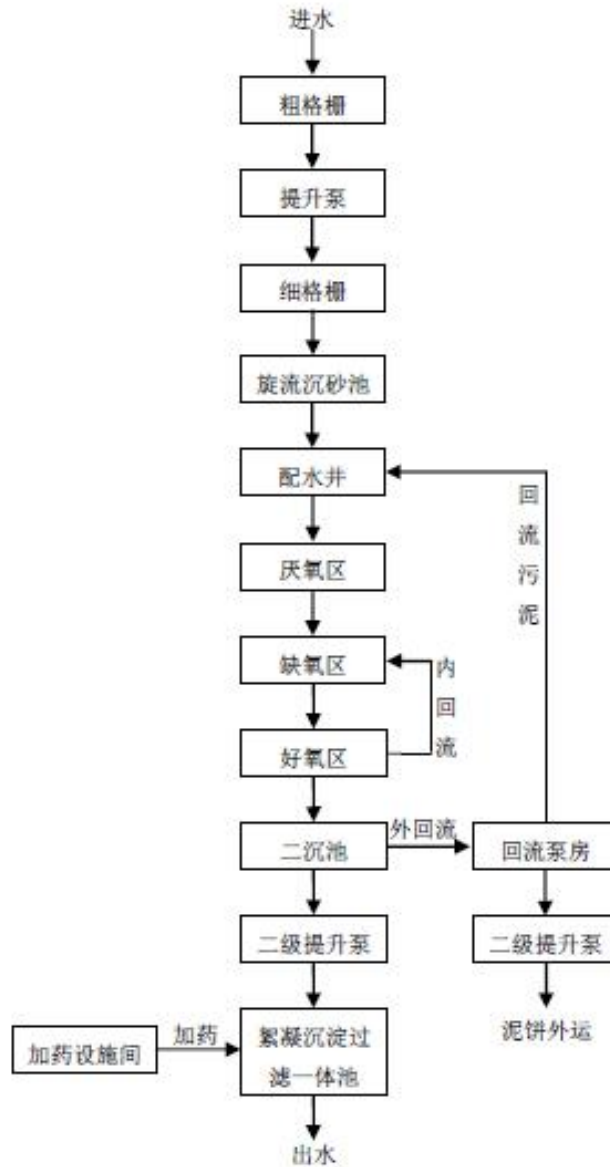 进水
粗格栅
提升泵
细格栅
旋流沉砂池
配水井
回流污泥
厌氧区
缺氧区
内回流
好氧区
二沉池
外回流
回流泵房
二级提升泵
二级提升泵
泥饼外运
加药设施间
加药
絮凝沉淀过
滤一体池
出水